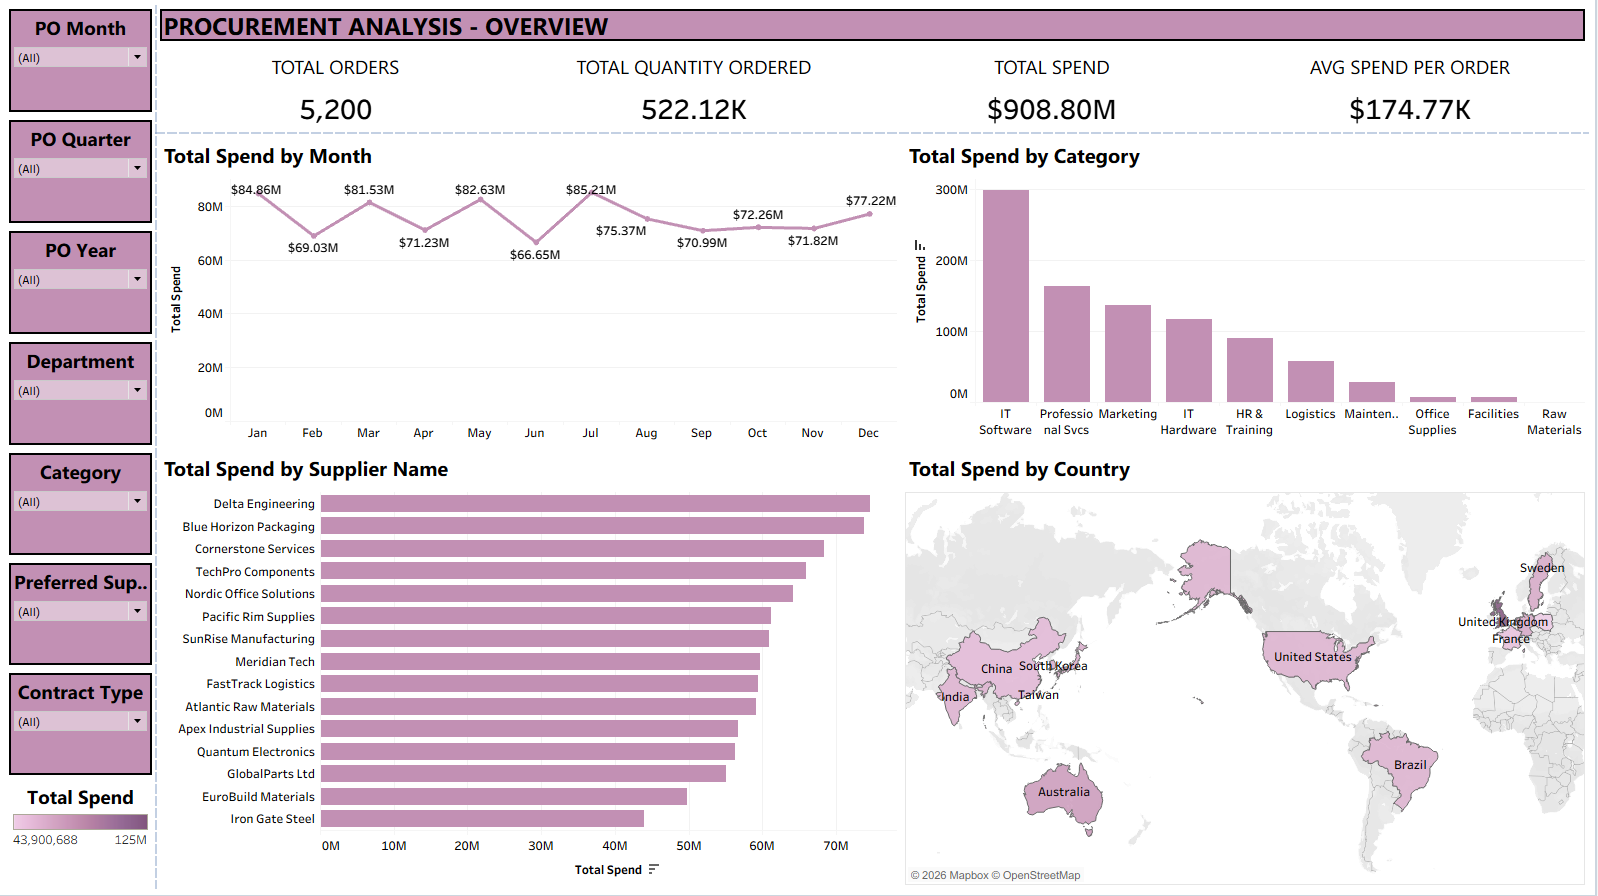 PO Month
(All)
PO Quarter
(All)
PO Year
(All)
Department
(All)
Category
(All)
Preferred Sup..
(All)
Contract Type
(All)
Total Spend
43,900,688 125M
PROCUREMENT ANALYSIS - OVERVIEW
TOTAL ORDERS
5,200
TOTAL QUANTITY ORDERED
522.12K
TOTAL SPEND
$908.80M
AVG SPEND PER ORDER
$174.77K
Total Spend by Month
Total Spend
80M
60M
40M
20M
0M
$84.86M
$69.03M
$81.53M
$71.23M
$82.63M
$66.65M
$85.21M
$75.37M
$70.99M
$72.26M
$71.82M
$77.22M
Jan Feb Mar Apr May Jun Jul Aug Sep Oct Nov Dec
Total Spend by Category
Total Spend
300M
200M
100M
0M
IT
Software
Professio
nal Svcs
Marketing
IT
Hardware
HR &
Training
Logistics
Mainten..
Office
Supplies
Facilities
Raw
Materials
Total Spend by Supplier Name
Delta Engineering
Blue Horizon Packaging
Cornerstone Services
TechPro Components
Nordic Office Solutions
Pacific Rim Supplies
SunRise Manufacturing
Meridian Tech
FastTrack Logistics
Atlantic Raw Materials
Apex Industrial Supplies
Quantum Electronics
GlobalParts Ltd
EuroBuild Materials
Iron Gate Steel
0M 10M 20M 30M 40M 50M 60M 70M
Total Spend
Total Spend by Country
Sweden
United Kingdom
France
United States
China
South Korea
Taiwan
India
Brazil
Australia
© 2026 Mapbox © OpenStreetMap